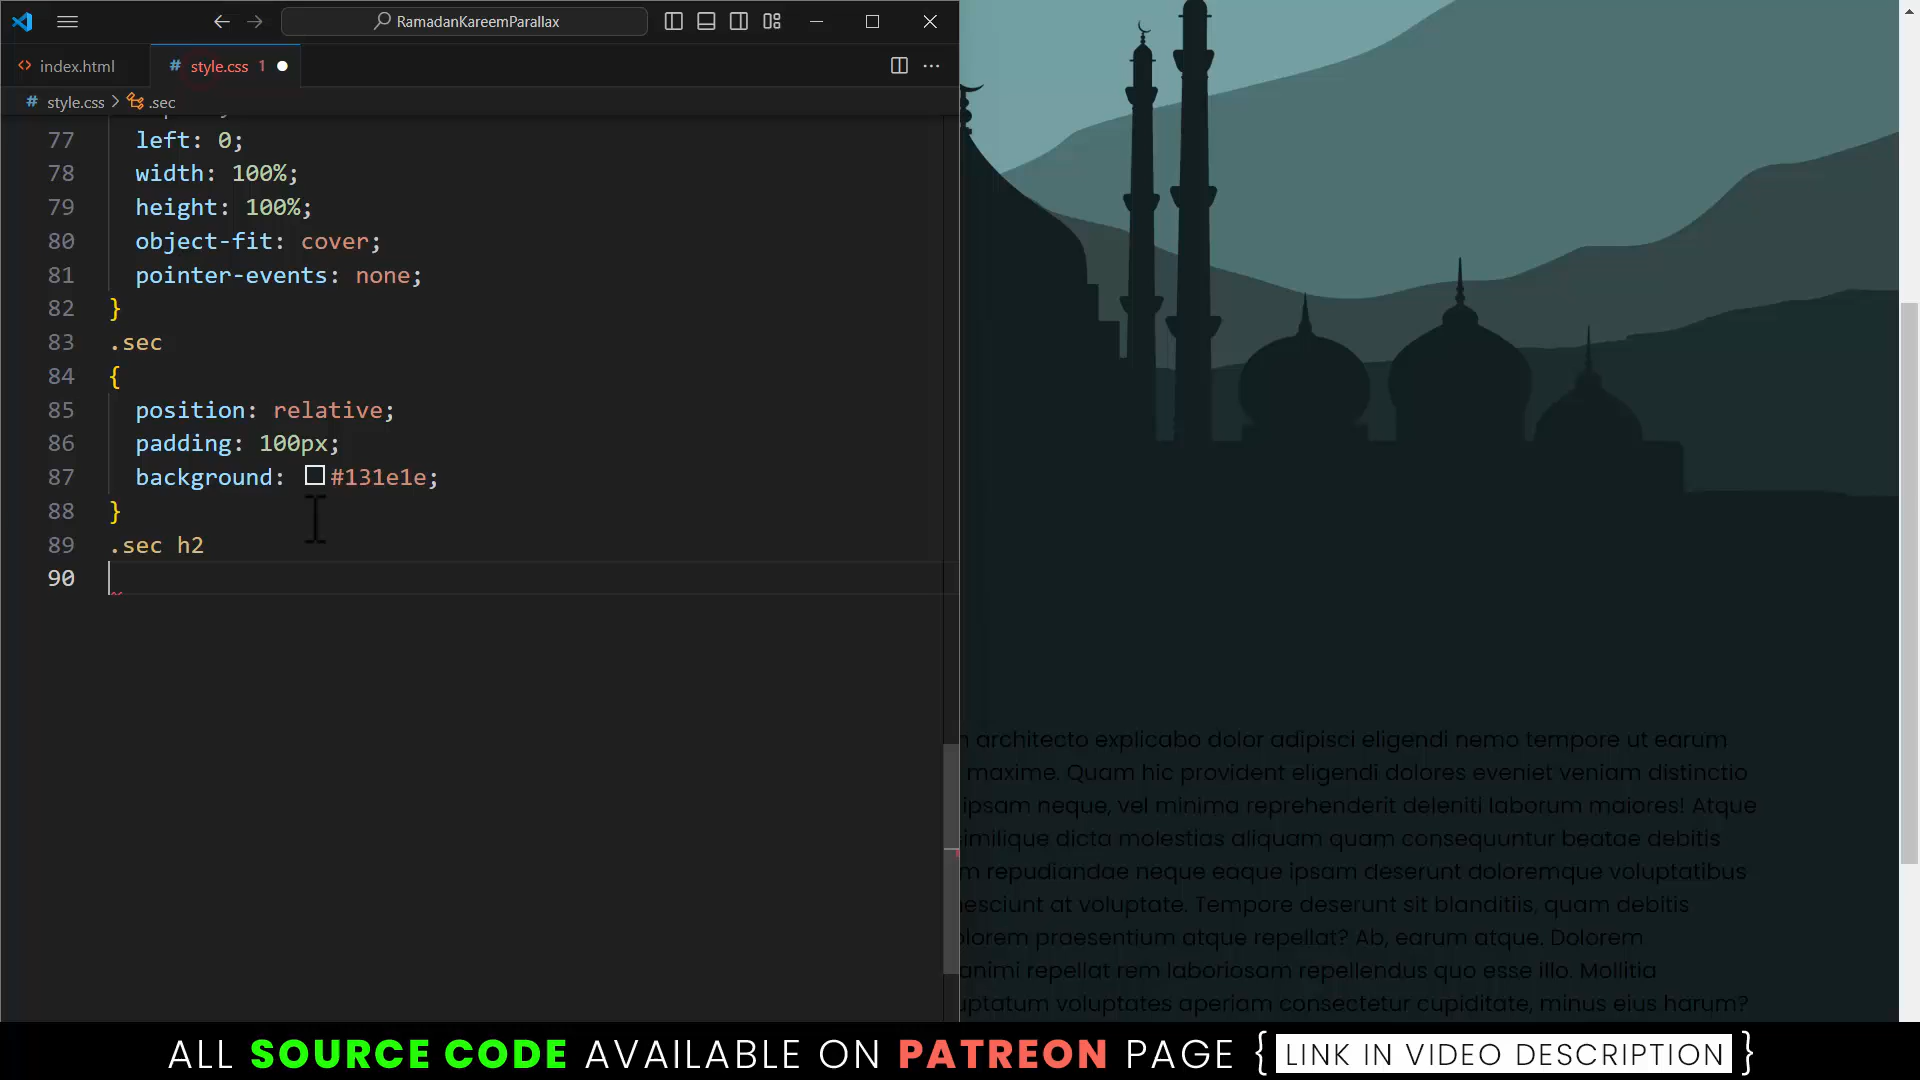 RamadanKareemParallax
index.html
style.css 1
style.css > .sec
77 left: 0;
78 width: 100%;
79 height: 100%;
80 object-fit: cover;
81 pointer-events: none;
82 }
83 .sec
84 {
85 position: relative;
86 padding: 100px;
87 background: #131e1e;
88 }
89 .sec h2
90
architecto explicabo dolor adipisci eligendi nemo tempore ut earum
maxime. Quam hic provident eligendi dolores eveniet veniam distinctio
ipsam neque, vel minima reprehenderit deleniti laborum maiores! Atque
similique dicta molestias aliquam quam consequuntur beatae debitis
repudiandae neque eaque ipsam deserunt doloremque voluptatibus
nesciunt at voluptate. Tempore deserunt sit blanditiis, quam debitis
dolorem praesentium atque repellat? Ab, earum atque. Dolorem
animi repellat rem laboriosam repellendus quo esse illo. Mollitia
voluptates aperiam consectetur cupiditate, minus eius harum?
ALL SOURCE CODE AVAILABLE ON PATREON PAGE { LINK IN VIDEO DESCRIPTION }